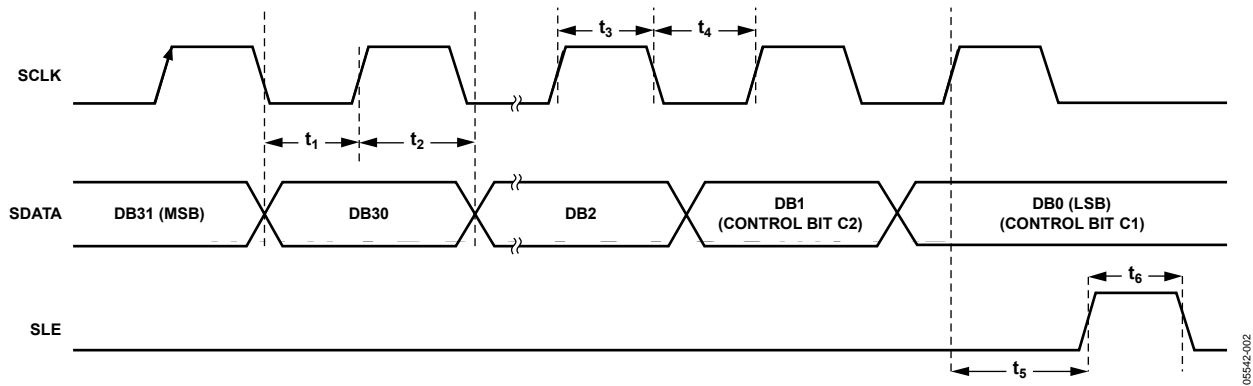 t3
t4
SCLK
t1
t2
SDATA
DB31 (MSB)
DB30
DB2
DB1
(CONTROL BIT C2)
DB0 (LSB)
(CONTROL BIT C1)
t6
SLE
t5
05542-002